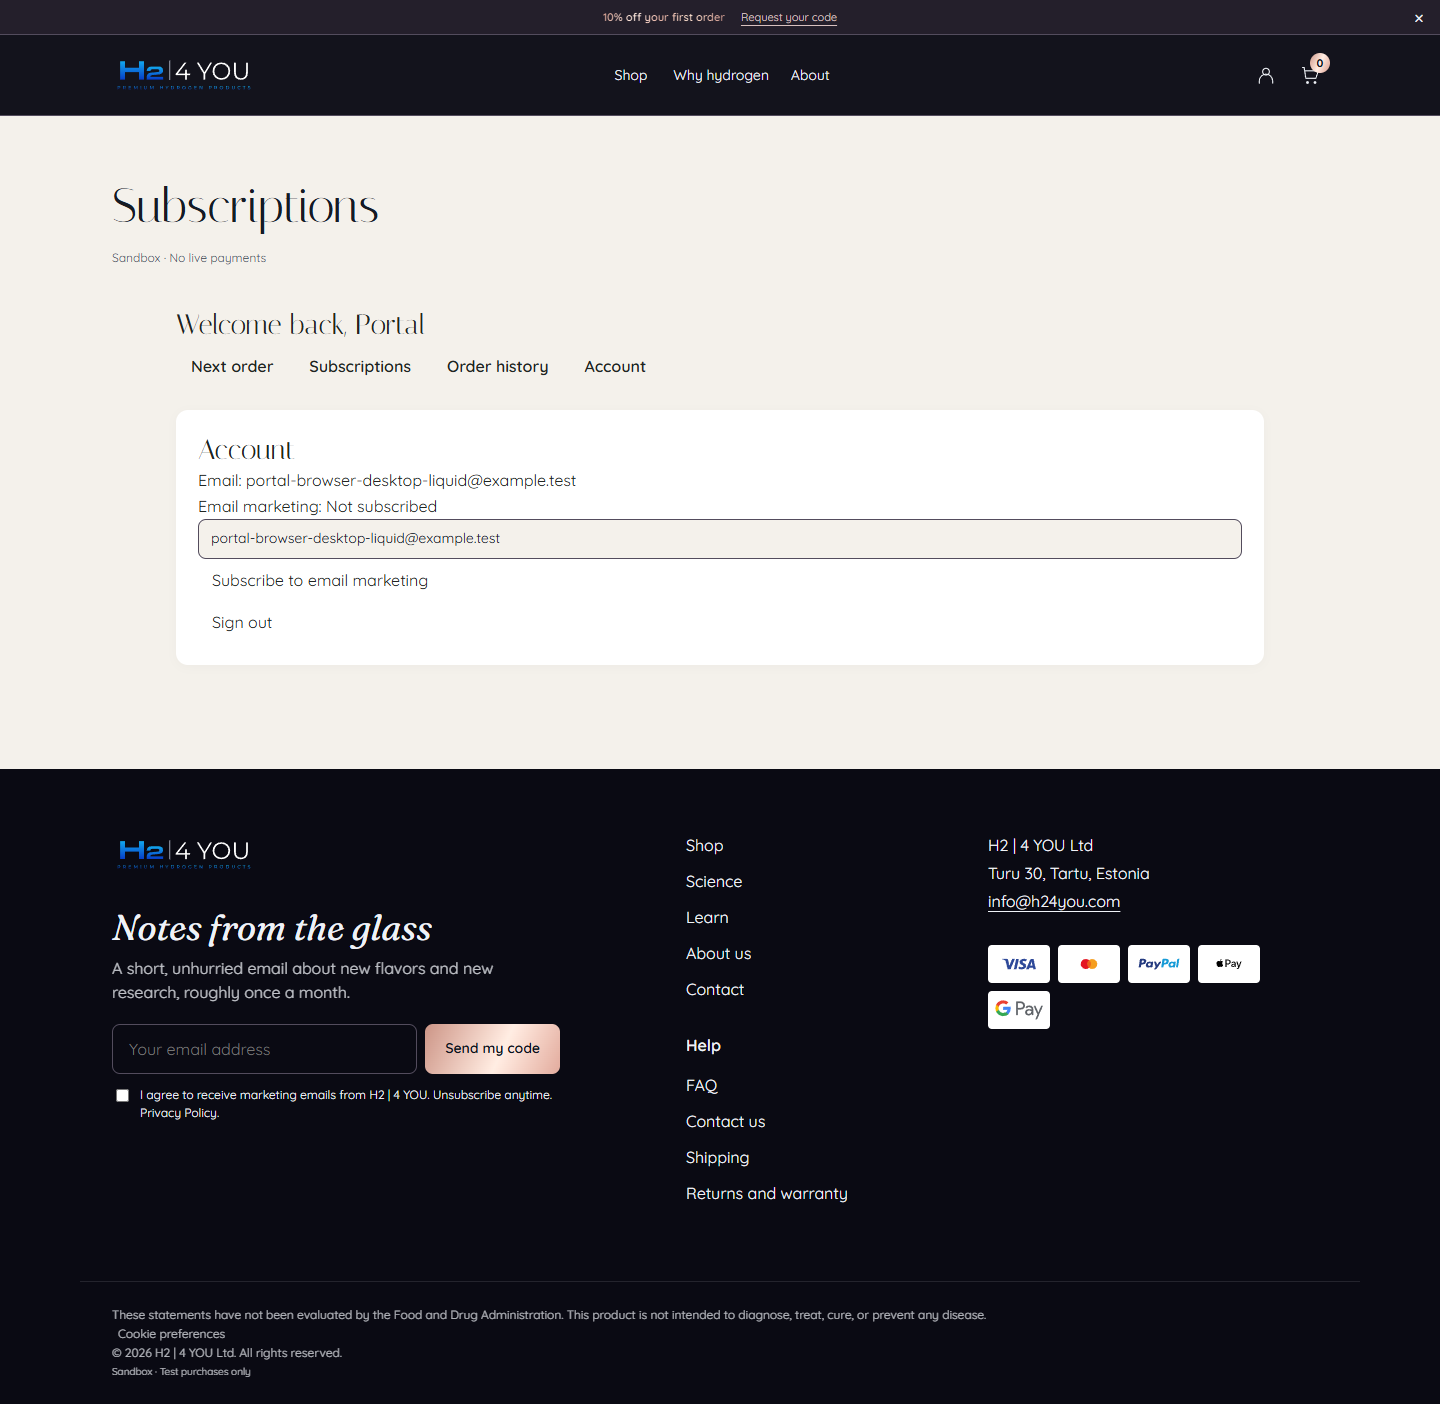 10% off your first order Request your code ×
H2 | 4 YOU
PREMIUM HYDROGEN PRODUCTS
Shop Why hydrogen About
0
Subscriptions
Sandbox · No live payments
Welcome back, Portal
Next order Subscriptions Order history Account
Account
Email: portal-browser-desktop-liquid@example.test
Email marketing: Not subscribed
portal-browser-desktop-liquid@example.test
Subscribe to email marketing
Sign out
H2 | 4 YOU
PREMIUM HYDROGEN PRODUCTS
Notes from the glass
A short, unhurried email about new flavors and new
research, roughly once a month.
Your email address
Send my code
I agree to receive marketing emails from H2 | 4 YOU. Unsubscribe anytime.
Privacy Policy.
Shop
Science
Learn
About us
Contact
Help
FAQ
Contact us
Shipping
Returns and warranty
H2 | 4 YOU Ltd
Turu 30, Tartu, Estonia
info@h24you.com
VISA PayPal Pay
G Pay
These statements have not been evaluated by the Food and Drug Administration. This product is not intended to diagnose, treat, cure, or prevent any disease.
Cookie preferences
© 2026 H2 | 4 YOU Ltd. All rights reserved.
Sandbox · Test purchases only